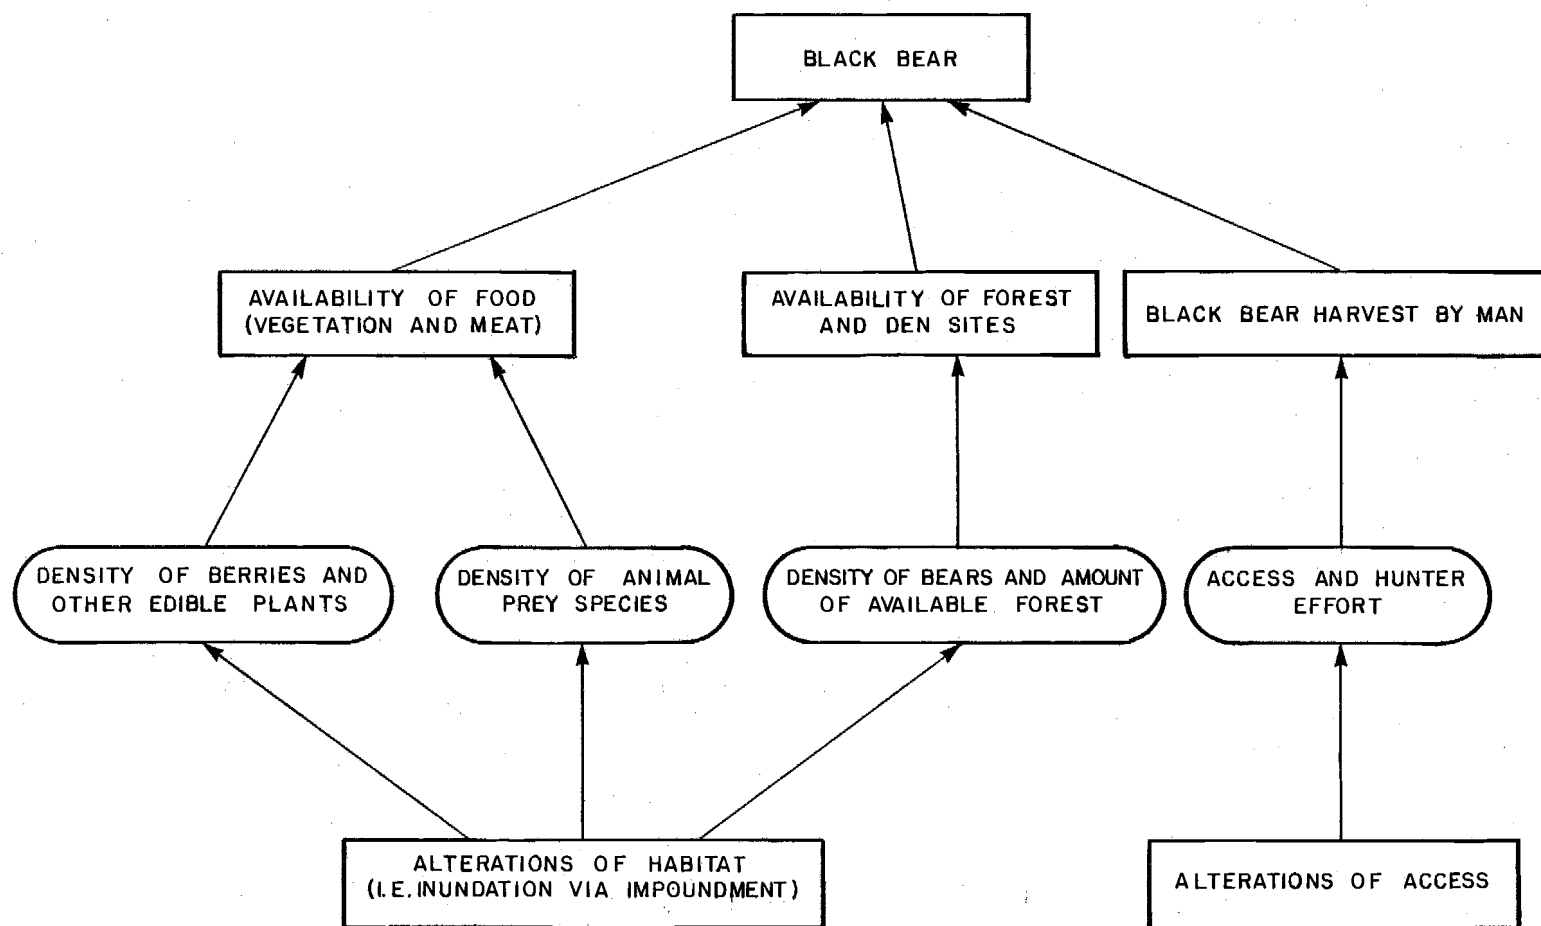 BLACK BEAR
AVAILABILITY OF FOOD
(VEGETATION AND MEAT)
AVAILABILITY OF FOREST
AND DEN SITES
BLACK BEAR HARVEST BY MAN
DENSITY OF BERRIES AND
OTHER EDIBLE PLANTS
DENSITY OF ANIMAL
PREY SPECIES
DENSITY OF BEARS AND AMOUNT
OF AVAILABLE FOREST
ACCESS AND HUNTER
EFFORT
ALTERATIONS OF HABITAT
(I.E. INUNDATION VIA IMPOUNDMENT)
ALTERATIONS OF ACCESS